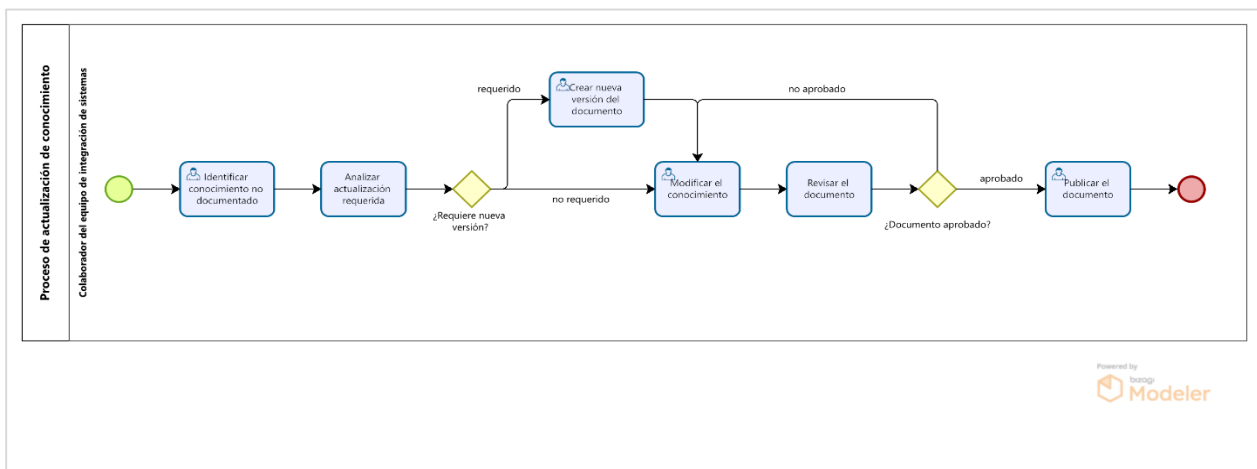 Proceso de actualización de conocimiento
Colaborador del equipo de integración de sistemas
Identificar
conocimiento no
documentado
Analizar
actualización
requerida
¿Requiere nueva
versión?
requerido
Crear nueva
versión del
documento
no requerido
no aprobado
Modificar el
conocimiento
Revisar el
documento
¿Documento aprobado?
aprobado
Publicar el
documento
Powered by
bizagi
Modeler